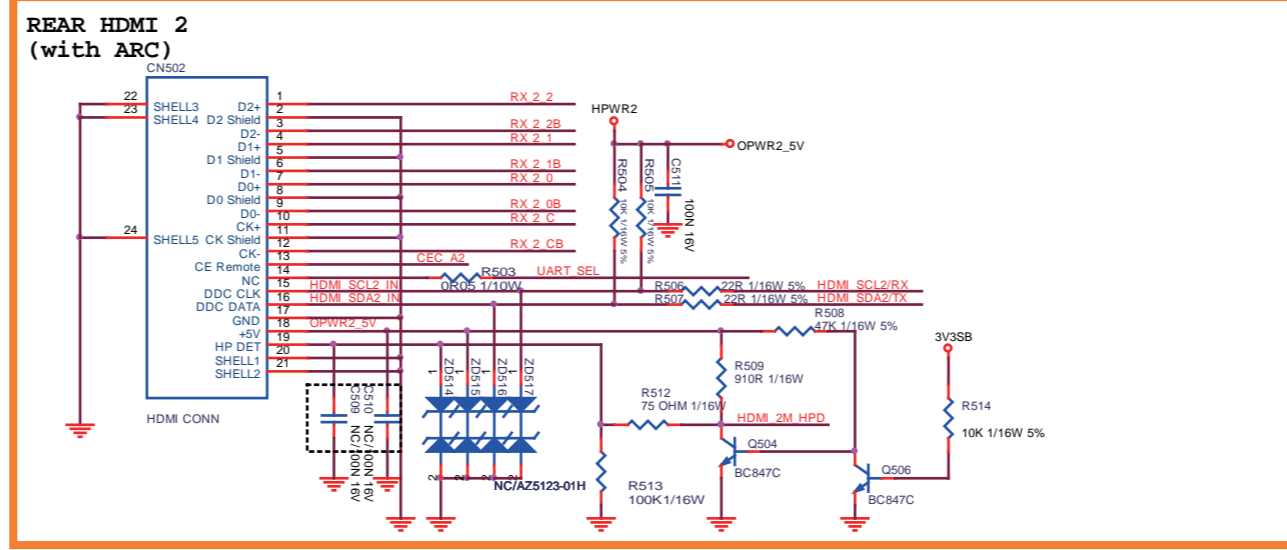 REAR HDMI 2
(with ARC)
CN502
22
23
24
SHELL3
SHELL4
SHELL5
D2+
D2 Shield
D2-
D1+
D1 Shield
D1-
D0+
D0 Shield
D0-
CK+
CK Shield
CK-
CE Remote
NC
DDC CLK
DDC DATA
GND
+5V
HP DET
SHELL1
SHELL2
1
2
3
4
5
6
7
8
9
10
11
12
13
14
15
16
17
18
19
20
21
HDMI CONN
RX_2_2
RX_2_2B
RX_2_1
RX_2_1B
RX_2_0
RX_2_0B
RX_2_C
RX_2_CB
CEC_A2
R503
0R05 1/10W
UART_SEL
HDMI_SCL2_IN
HDMI_SDA2_IN
OPWR2_5V
HPWR2
OPWR2_5V
R504
10K 1/16W 5%
R505
10K 1/16W 5%
C511
100N 16V
R506
22R 1/16W 5%
HDMI_SCL2/RX
R507
22R 1/16W 5%
HDMI_SDA2/TX
R508
47K 1/16W 5%
3V3SB
R509
910R 1/16W
R512
75 OHM 1/16W
HDMI_2M_HPD
R514
10K 1/16W 5%
Q504
BC847C
Q506
BC847C
R513
100K1/16W
C509
NC/100N 16V
C510
NC/100N 16V
1
ZD514
1
ZD515
1
ZD516
1
ZD517
2
2
2
2
NC/AZ5123-01H